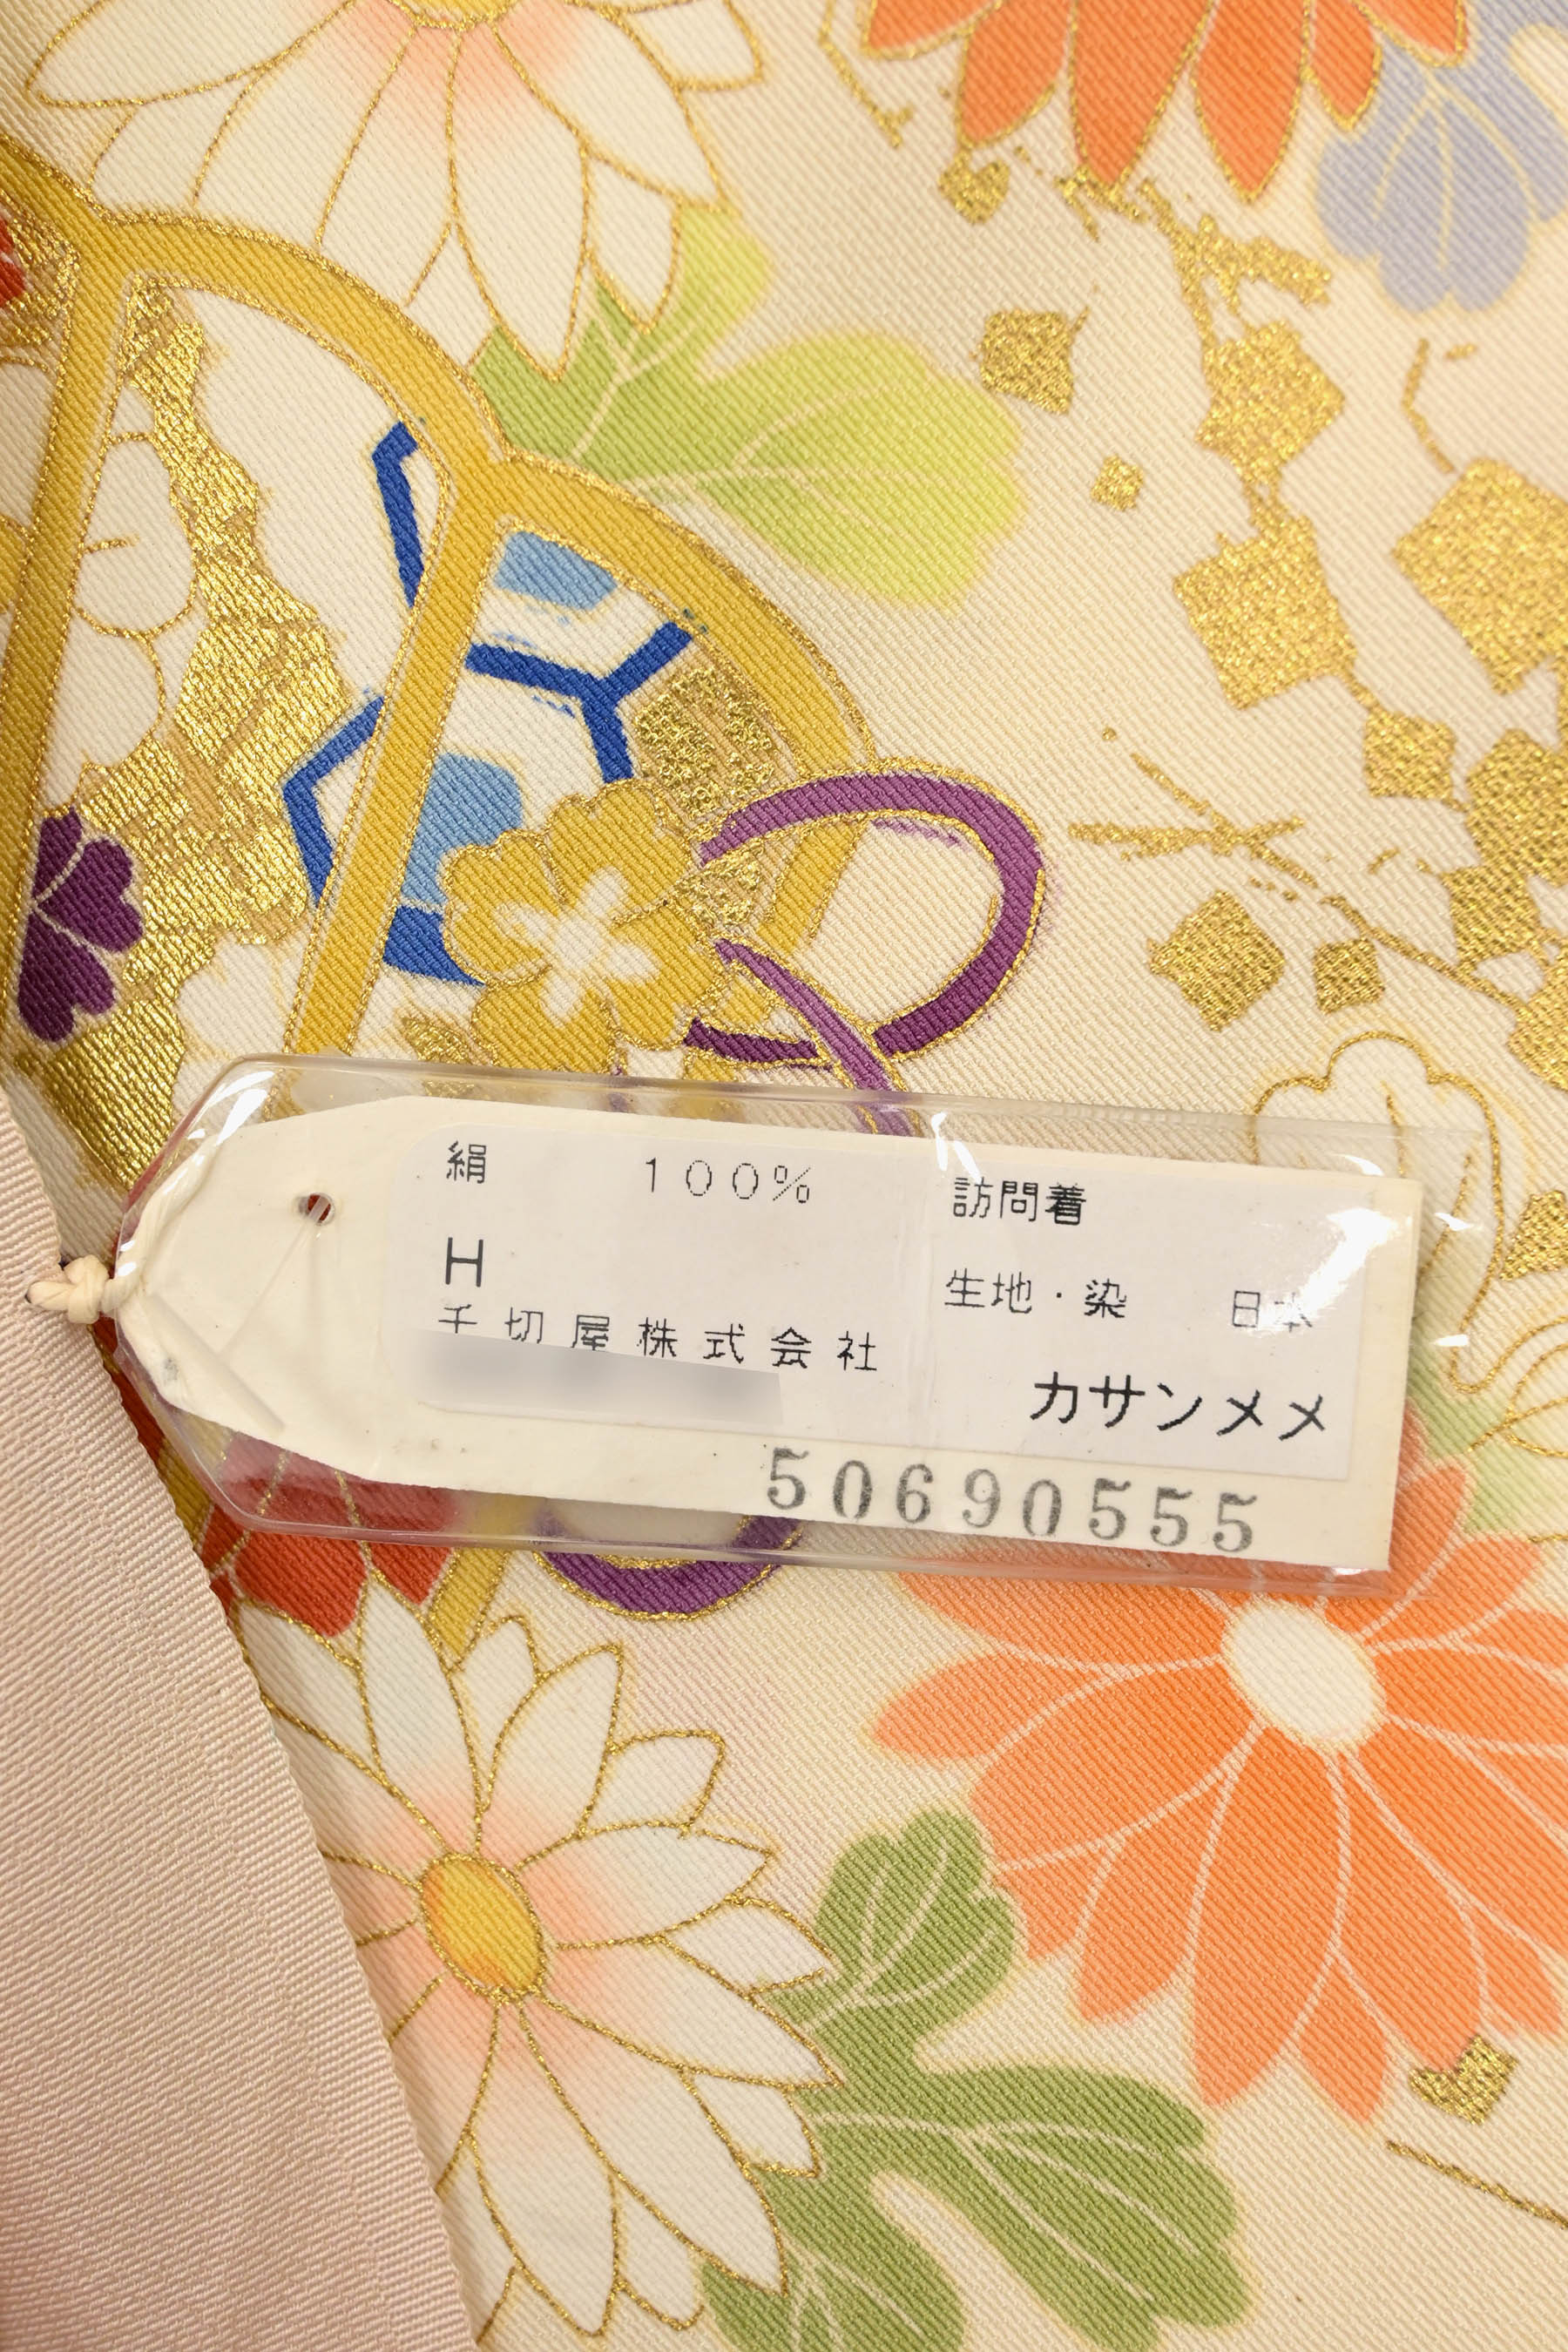 絹 100%
H
千切屋株式会社
訪問着
生地・染 日本
カサンメメ
50690555